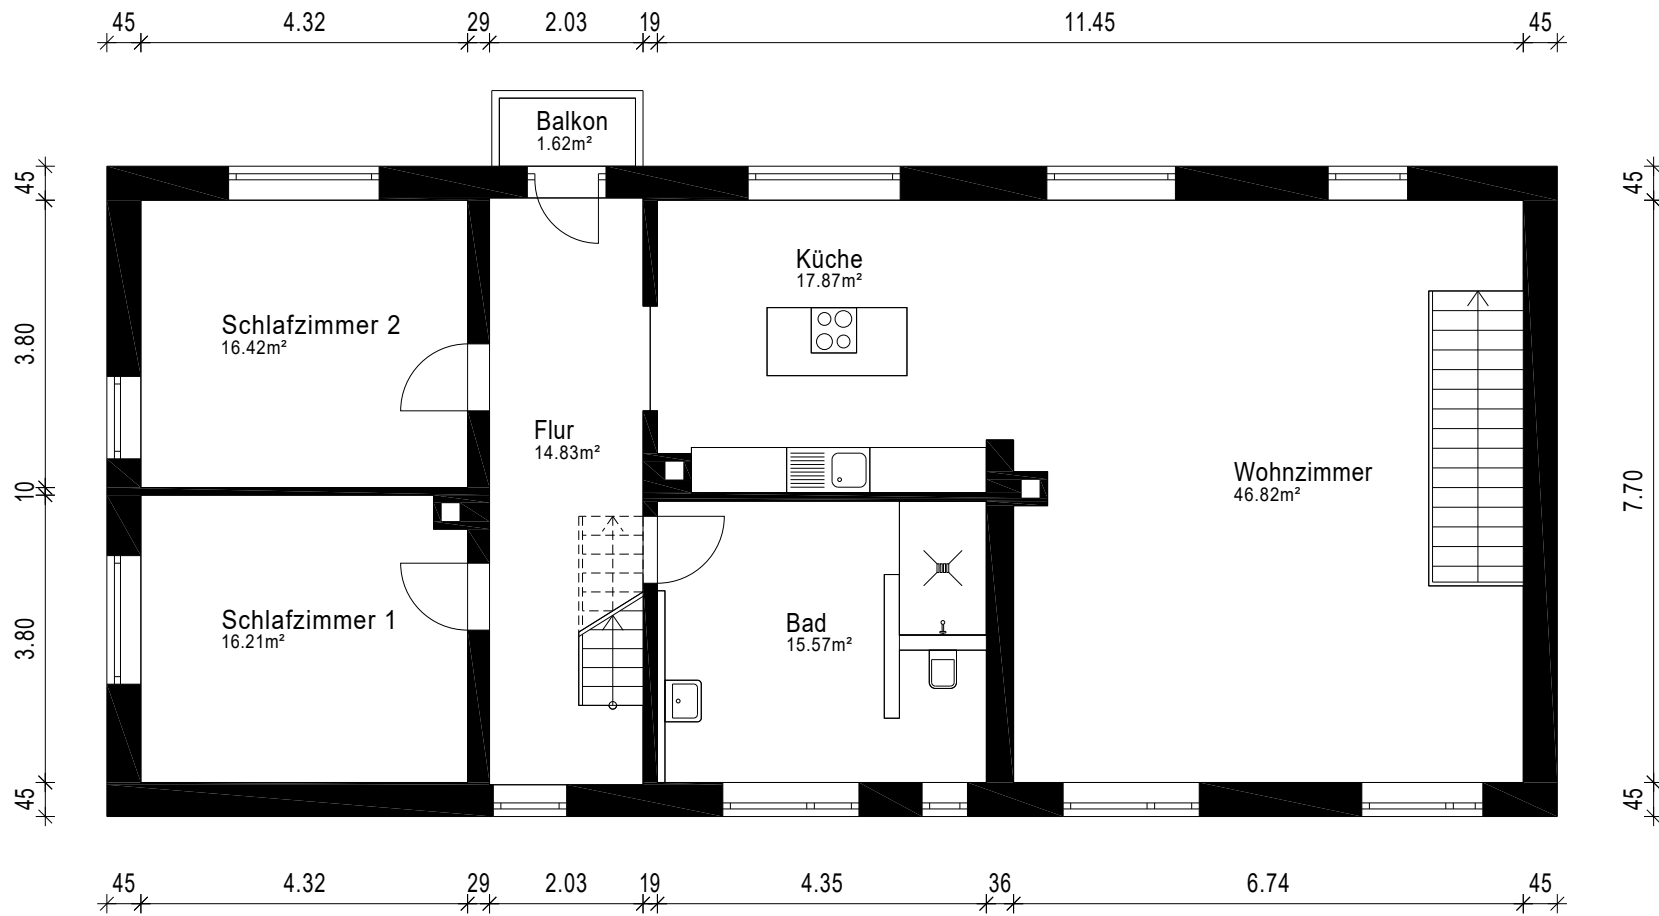 45 4.32 29 2.03 19 11.45 45
Balkon
1.62m²
45
45
Küche
17.87m²
Schlafzimmer 2
16.42m²
3.80
Flur
14.83m²
Wohnzimmer
46.82m²
10
7.70
Schlafzimmer 1
16.21m²
Bad
15.57m²
3.80
45
45
45 4.32 29 2.03 19 4.35 36 6.74 45